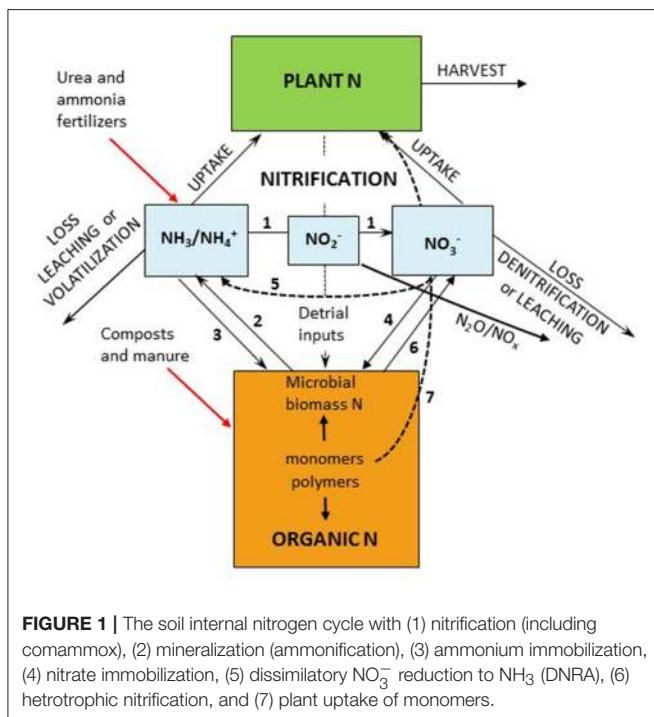 Urea and
ammonia
fertilizers
PLANT N
HARVEST
UPTAKE
UPTAKE
NITRIFICATION
LOSS
LEACHING or
VOLATILIZATION
NH₃/NH₄⁺
1
NO₂⁻
1
NO₃⁻
LOSS
DENITRIFICATION
or LEACHING
N₂O/NOₓ
5
Detrial
inputs
3
2
4
6
7
Composts
and manure
Microbial
biomass N
monomers
polymers
ORGANIC N
FIGURE 1 | The soil internal nitrogen cycle with (1) nitrification (including
comammox), (2) mineralization (ammonification), (3) ammonium immobilization,
(4) nitrate immobilization, (5) dissimilatory NO₃⁻ reduction to NH₃ (DNRA), (6)
hetrotrophic nitrification, and (7) plant uptake of monomers.